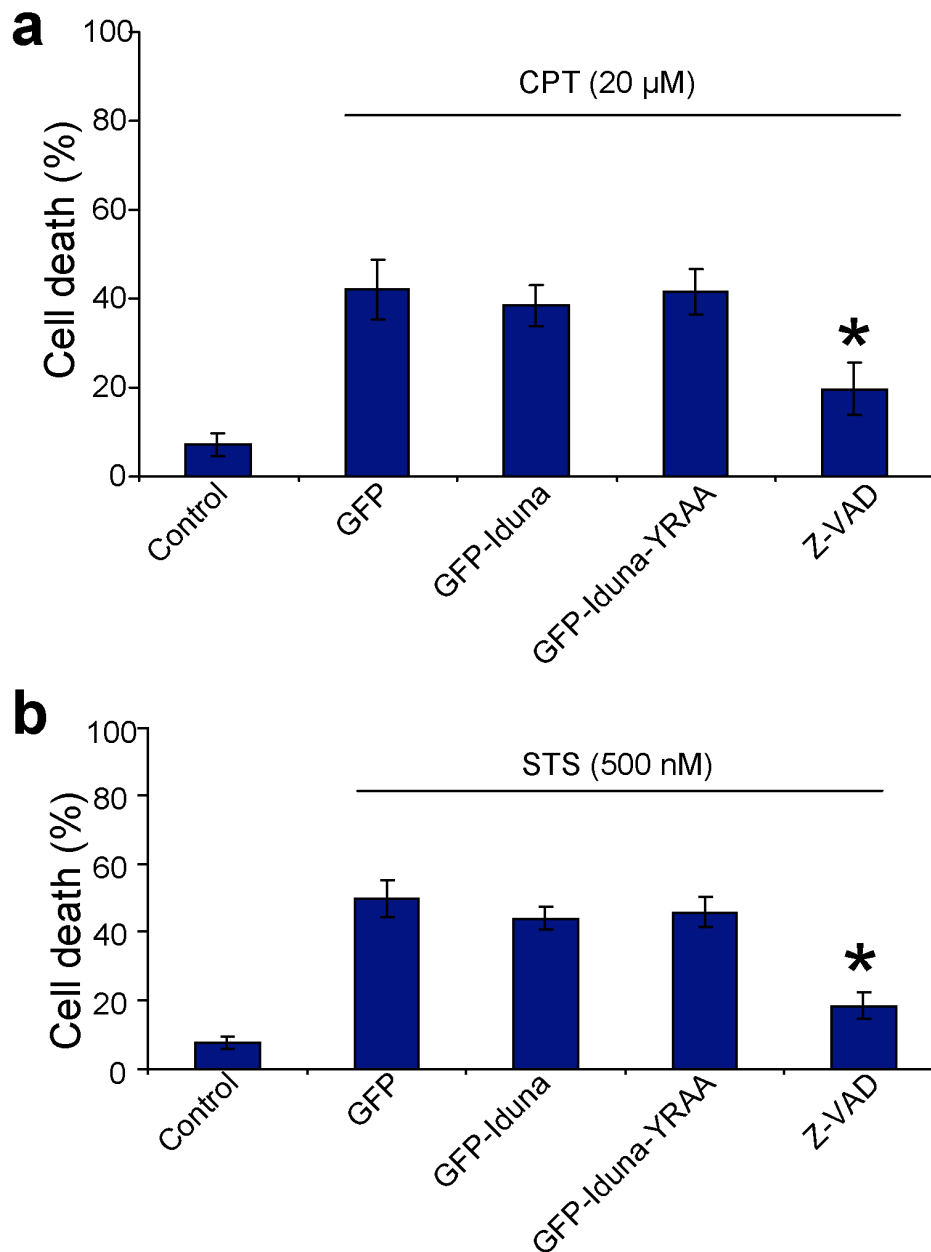 a
100
80
60
40
20
0
Cell death (%)
CPT (20 µM)
*
Control
GFP
GFP-Iduna
GFP-Iduna-YRAA
Z-VAD
b
100
80
60
40
20
0
Cell death (%)
STS (500 nM)
*
Control
GFP
GFP-Iduna
GFP-Iduna-YRAA
Z-VAD